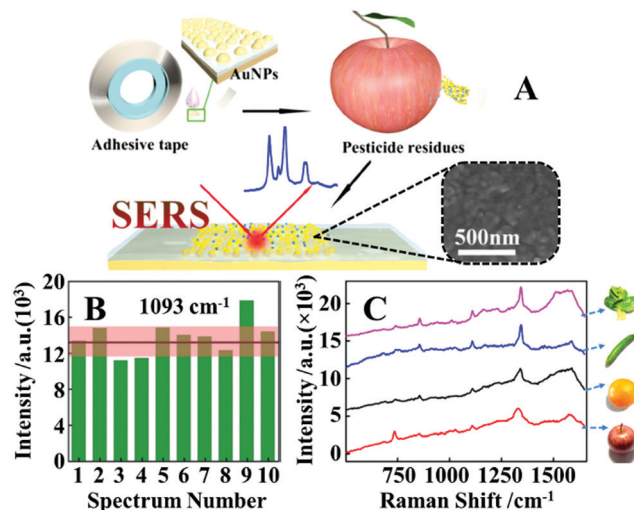 AuNPs
A
Adhesive tape
Pesticide residues
SERS
500nm
B
1093 cm-1
Intensity /a.u.(10³)
20
16
12
8
4
0
1 2 3 4 5 6 7 8 9 10
Spectrum Number
C
Intensity /a.u.(×10³)
20
15
10
5
0
750 1000 1250 1500
Raman Shift /cm-1